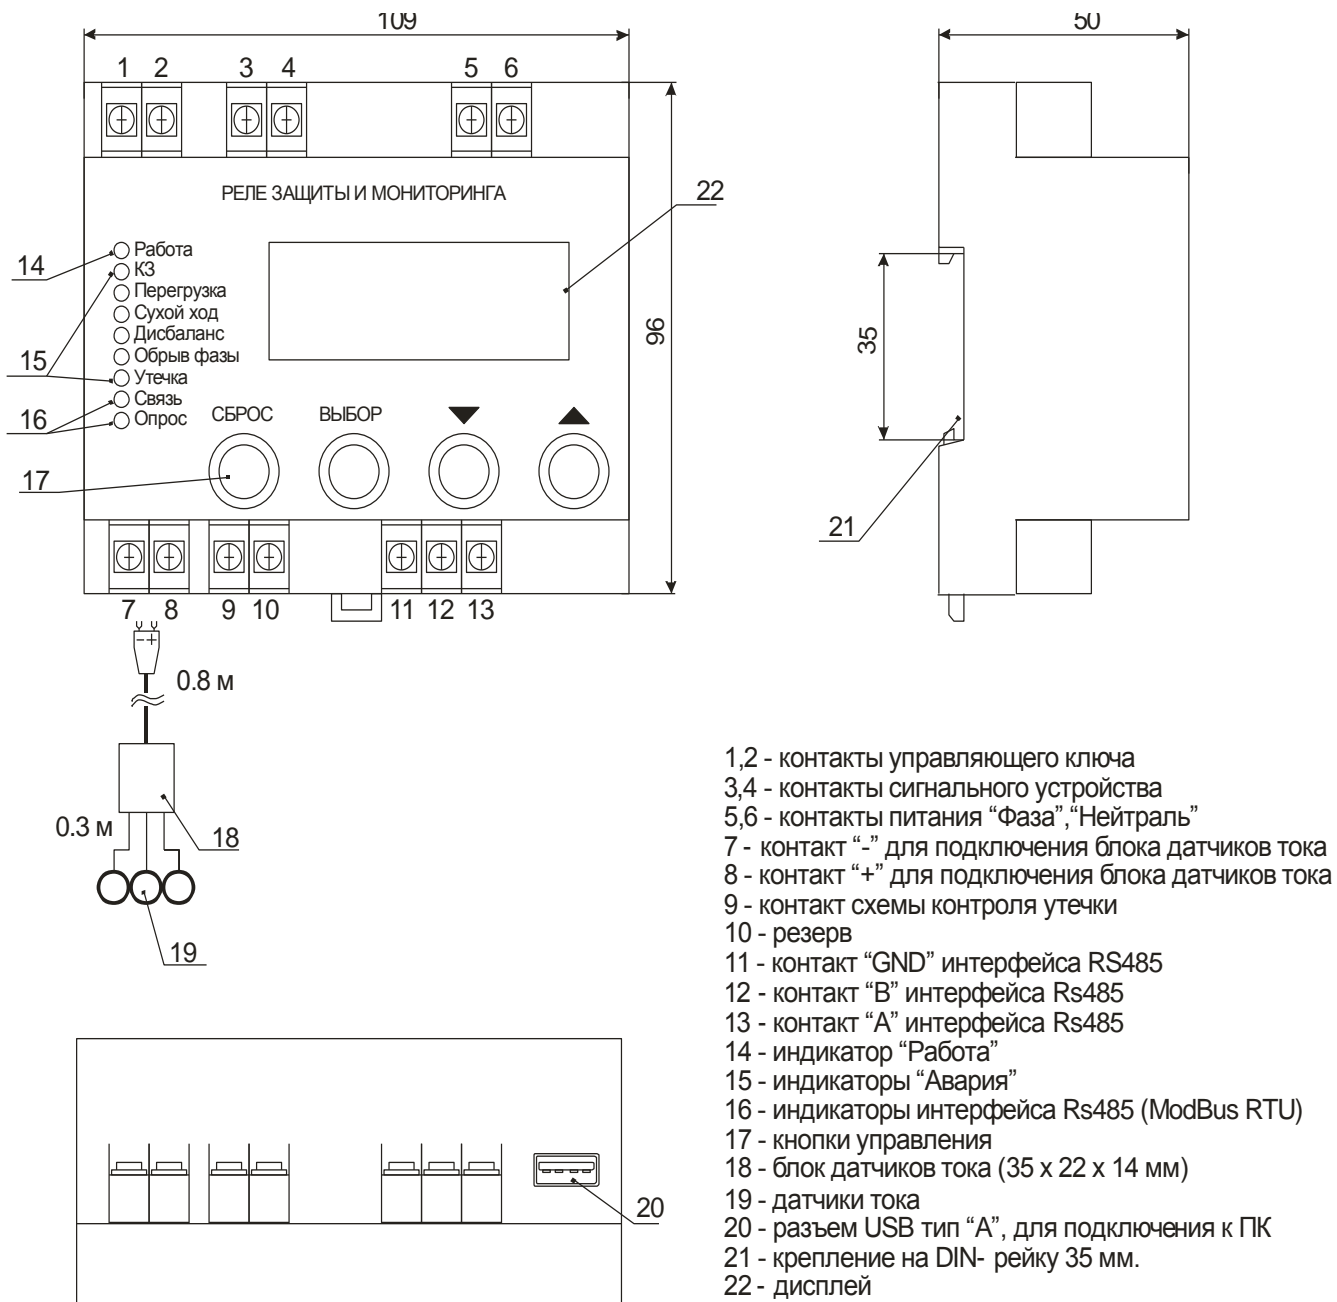 109
50
1 2 3 4 5 6
РЕЛЕ ЗАЩИТЫ И МОНИТОРИНГА
22
Работа
14
КЗ
Перегрузка
Сухой ход
Дисбаланс
96
35
Обрыв фазы
15
Утечка
Связь
16
Опрос
СБРОС ВЫБОР
17
21
7 8 9 10 11 12 13
- +
0.8 м
0.3 м
18
19
20
1,2 - контакты управляющего ключа
3,4 - контакты сигнального устройства
5,6 - контакты питания “Фаза”,“Нейтраль”
7 - контакт “-” для подключения блока датчиков тока
8 - контакт “+” для подключения блока датчиков тока
9 - контакт схемы контроля утечки
10 - резерв
11 - контакт “GND” интерфейса RS485
12 - контакт “B” интерфейса Rs485
13 - контакт “A” интерфейса Rs485
14 - индикатор “Работа”
15 - индикаторы “Авария”
16 - индикаторы интерфейса Rs485 (ModBus RTU)
17 - кнопки управления
18 - блок датчиков тока (35 x 22 x 14 мм)
19 - датчики тока
20 - разъем USB тип “A”, для подключения к ПК
21 - крепление на DIN- рейку 35 мм.
22 - дисплей